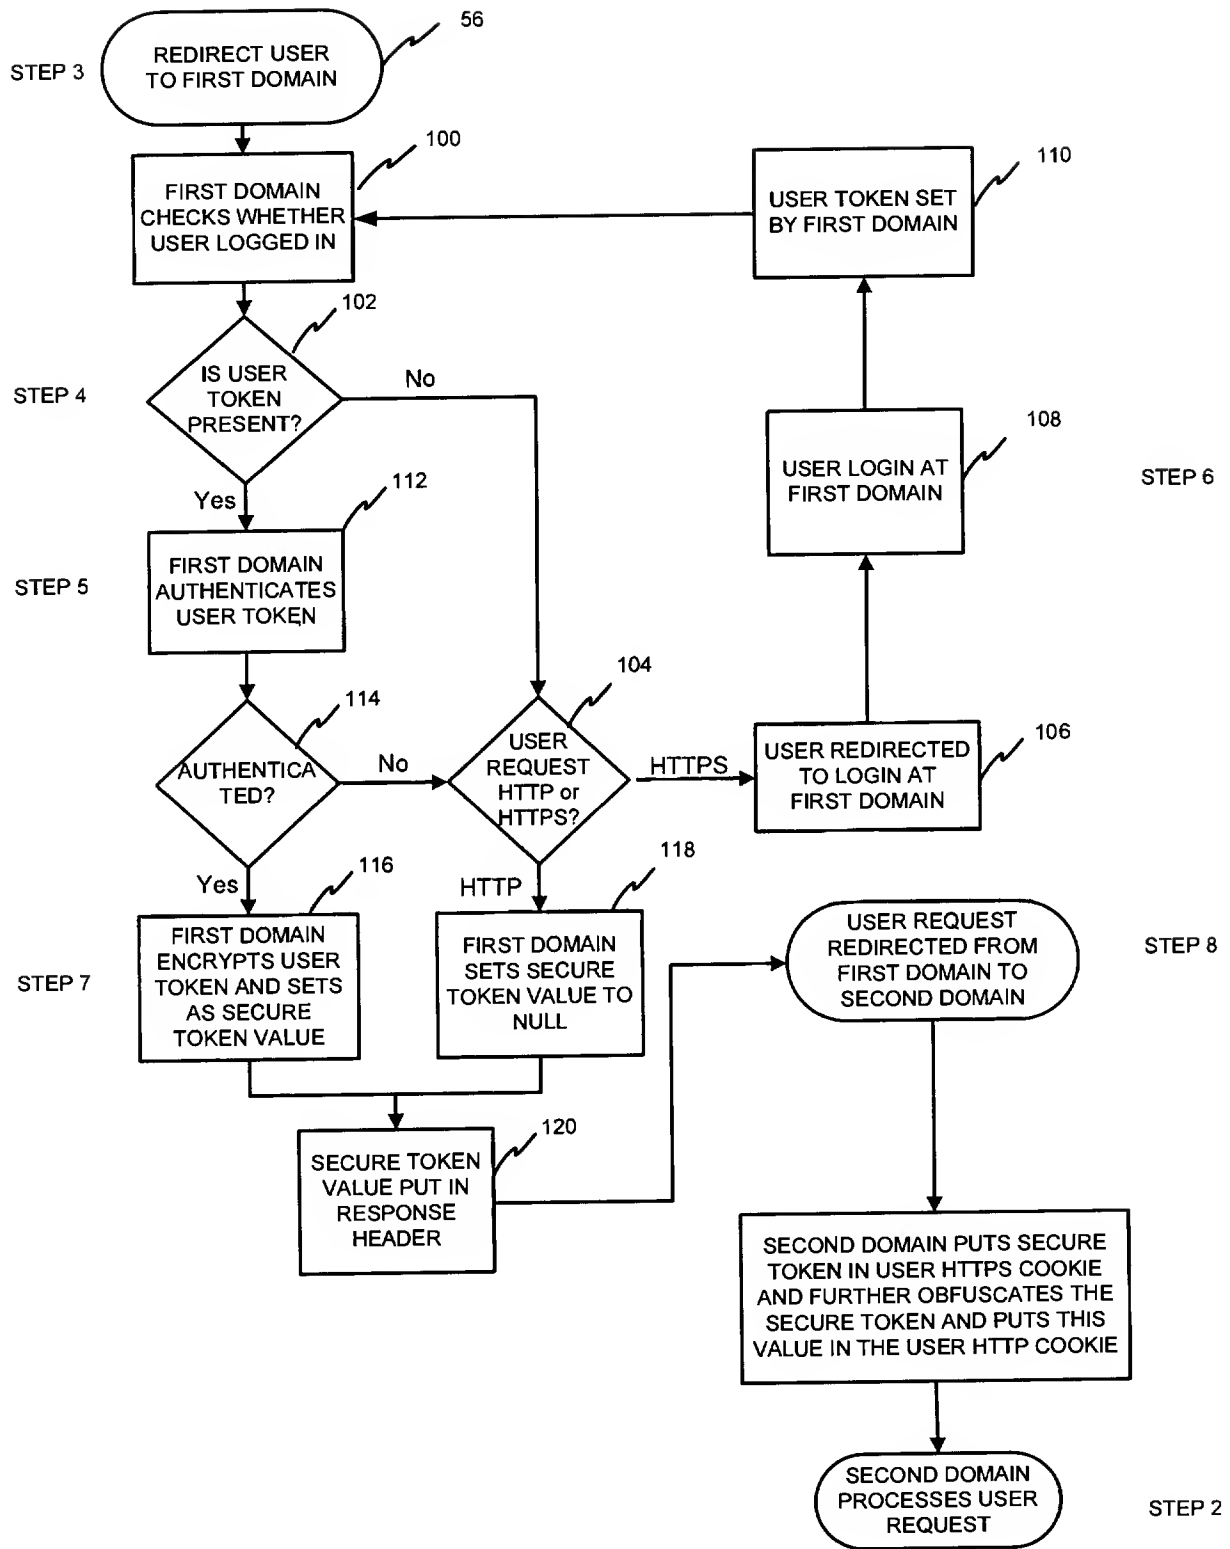 56
STEP 3
REDIRECT USER
TO FIRST DOMAIN
100
FIRST DOMAIN
CHECKS WHETHER
USER LOGGED IN
110
USER TOKEN SET
BY FIRST DOMAIN
102
STEP 4
IS USER
TOKEN
PRESENT?
No
Yes
108
USER LOGIN AT
FIRST DOMAIN
STEP 6
112
STEP 5
FIRST DOMAIN
AUTHENTICATES
USER TOKEN
114
AUTHENTICA
TED?
No
Yes
104
USER
REQUEST
HTTP or
HTTPS?
HTTPS
HTTP
106
USER REDIRECTED
TO LOGIN AT
FIRST DOMAIN
116
STEP 7
FIRST DOMAIN
ENCRYPTS USER
TOKEN AND SETS
AS SECURE
TOKEN VALUE
118
FIRST DOMAIN
SETS SECURE
TOKEN VALUE TO
NULL
USER REQUEST
REDIRECTED FROM
FIRST DOMAIN TO
SECOND DOMAIN
STEP 8
120
SECURE TOKEN
VALUE PUT IN
RESPONSE
HEADER
SECOND DOMAIN PUTS SECURE
TOKEN IN USER HTTPS COOKIE
AND FURTHER OBFUSCATES THE
SECURE TOKEN AND PUTS THIS
VALUE IN THE USER HTTP COOKIE
SECOND DOMAIN
PROCESSES USER
REQUEST
STEP 2